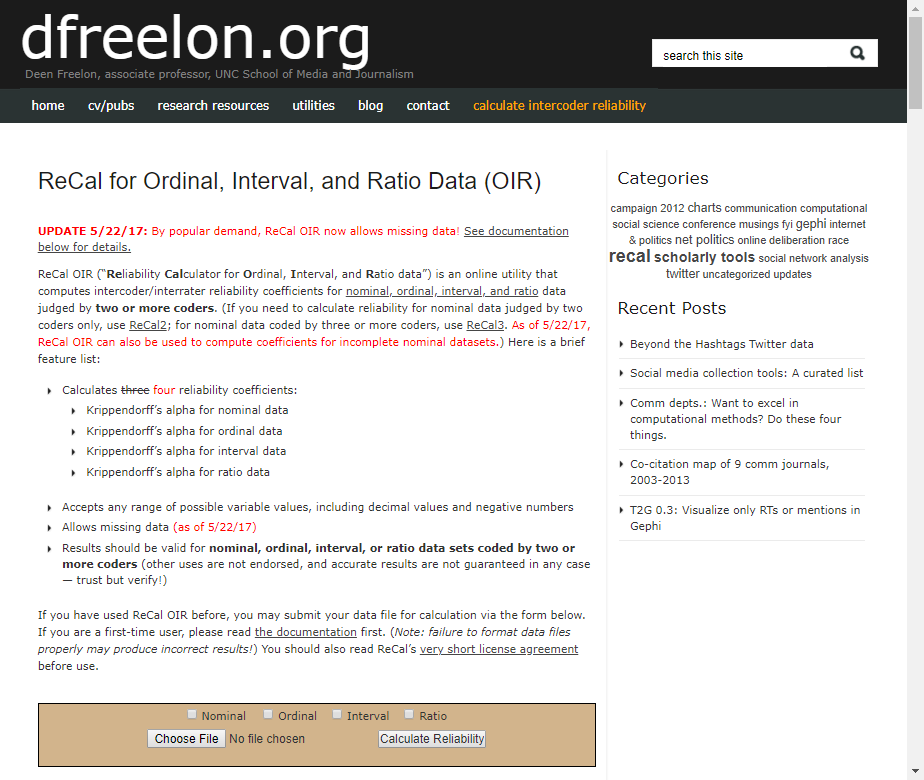 dfreelon.org
Deen Freelon, associate professor, UNC School of Media and Journalism
search this site
home cv/pubs research resources utilities blog contact calculate intercoder reliability
ReCal for Ordinal, Interval, and Ratio Data (OIR)
UPDATE 5/22/17: By popular demand, ReCal OIR now allows missing data! See documentation
below for details.
ReCal OIR (“Reliability Calculator for Ordinal, Interval, and Ratio data”) is an online utility that
computes intercoder/interrater reliability coefficients for nominal, ordinal, interval, and ratio data
judged by two or more coders. (If you need to calculate reliability for nominal data judged by two
coders only, use ReCal2; for nominal data coded by three or more coders, use ReCal3. As of 5/22/17,
ReCal OIR can also be used to compute coefficients for incomplete nominal datasets.) Here is a brief
feature list:
Calculates three four reliability coefficients:
Krippendorff’s alpha for nominal data
Krippendorff’s alpha for ordinal data
Krippendorff’s alpha for interval data
Krippendorff’s alpha for ratio data
Accepts any range of possible variable values, including decimal values and negative numbers
Allows missing data (as of 5/22/17)
Results should be valid for nominal, ordinal, interval, or ratio data sets coded by two or
more coders (other uses are not endorsed, and accurate results are not guaranteed in any case
— trust but verify!)
If you have used ReCal OIR before, you may submit your data file for calculation via the form below.
If you are a first-time user, please read the documentation first. (Note: failure to format data files
properly may produce incorrect results!) You should also read ReCal’s very short license agreement
before use.
Nominal Ordinal Interval Ratio
Choose File No file chosen Calculate Reliability
Categories
campaign 2012 charts communication computational
social science conference musings fyi gephi internet
& politics net politics online deliberation race
recal scholarly tools social network analysis
twitter uncategorized updates
Recent Posts
Beyond the Hashtags Twitter data
Social media collection tools: A curated list
Comm depts.: Want to excel in
computational methods? Do these four
things.
Co-citation map of 9 comm journals,
2003-2013
T2G 0.3: Visualize only RTs or mentions in
Gephi